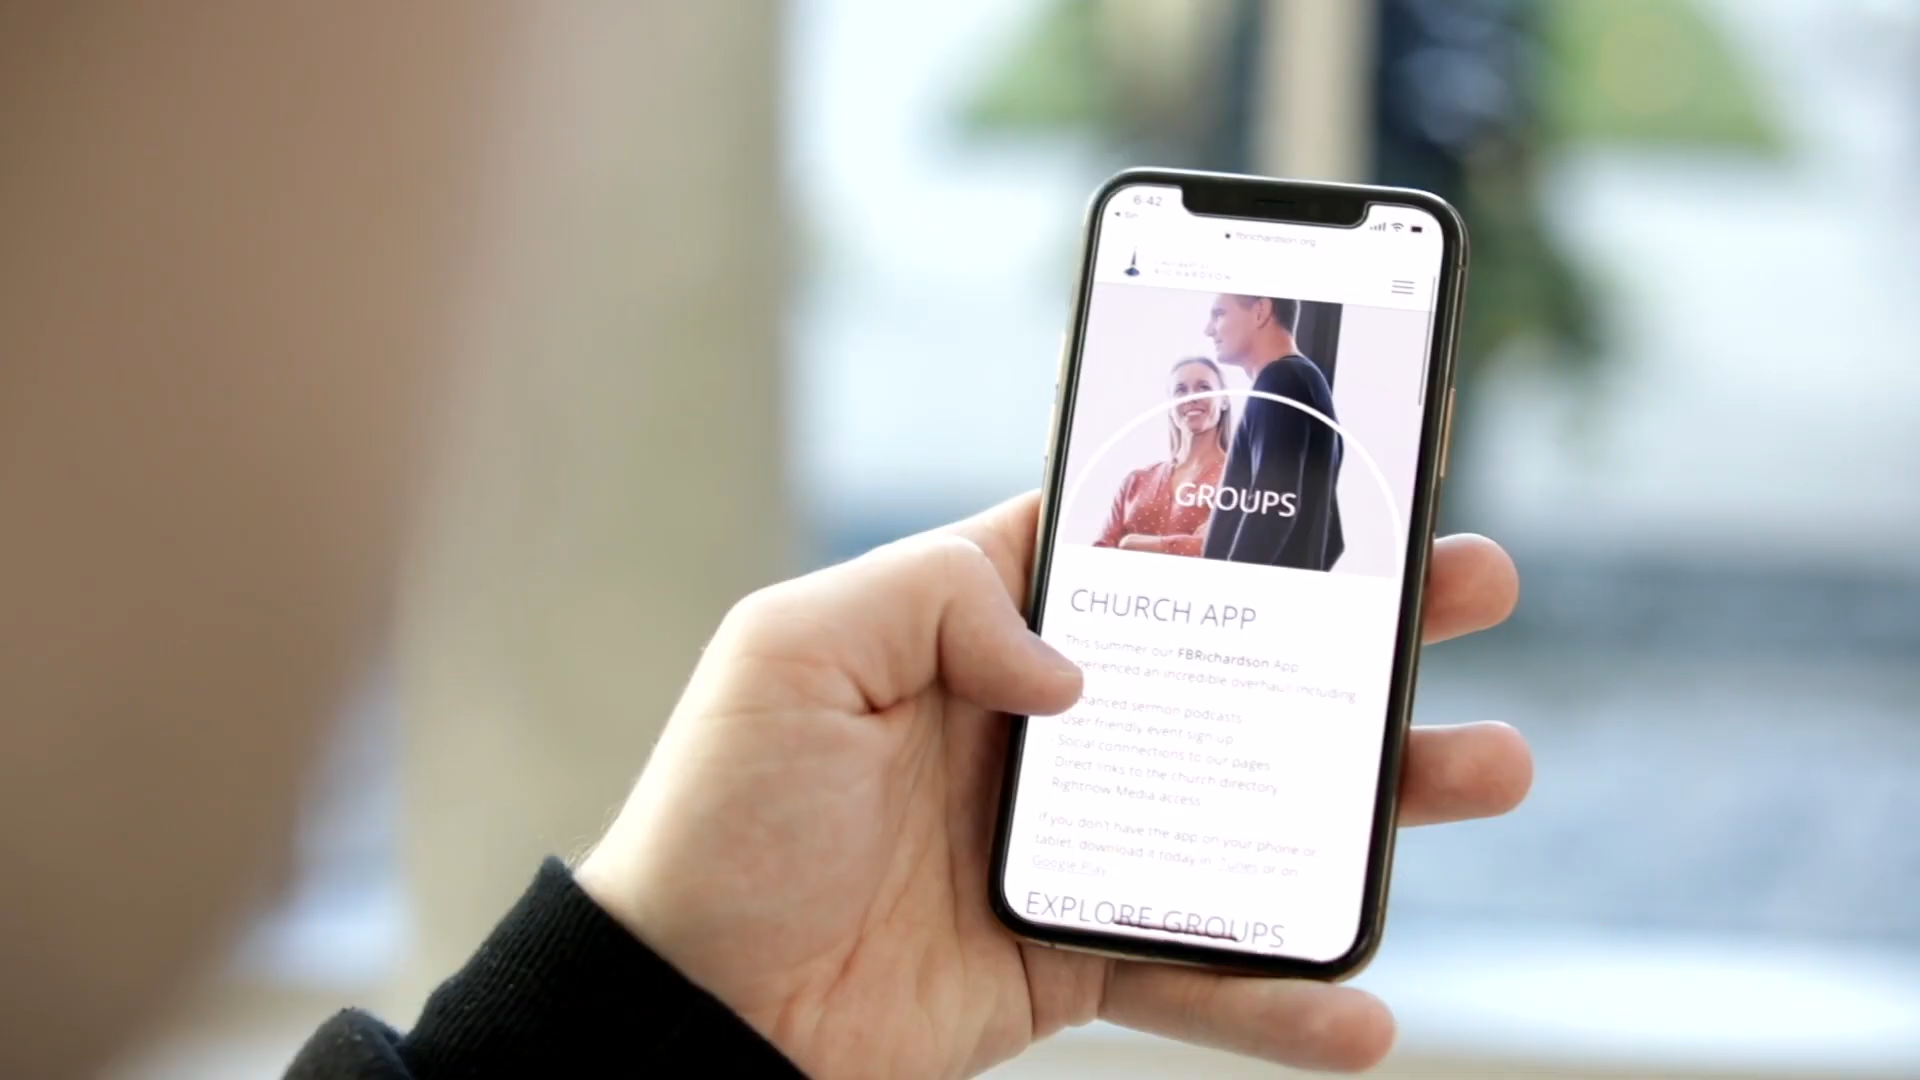 6:42
fbrichardson.org
RICHARDSON
GROUPS
CHURCH APP
This summer our FBRichardson App
perienced an incredible overhaul including
hanced sermon podcasts
User friendly event sign up
· Social connnections to our pages
· Direct links to the church directory
Rightnow Media access
If you don't have the app on your phone or
tablet, download it today in iTunes or on
Google Play
EXPLORE GROUPS